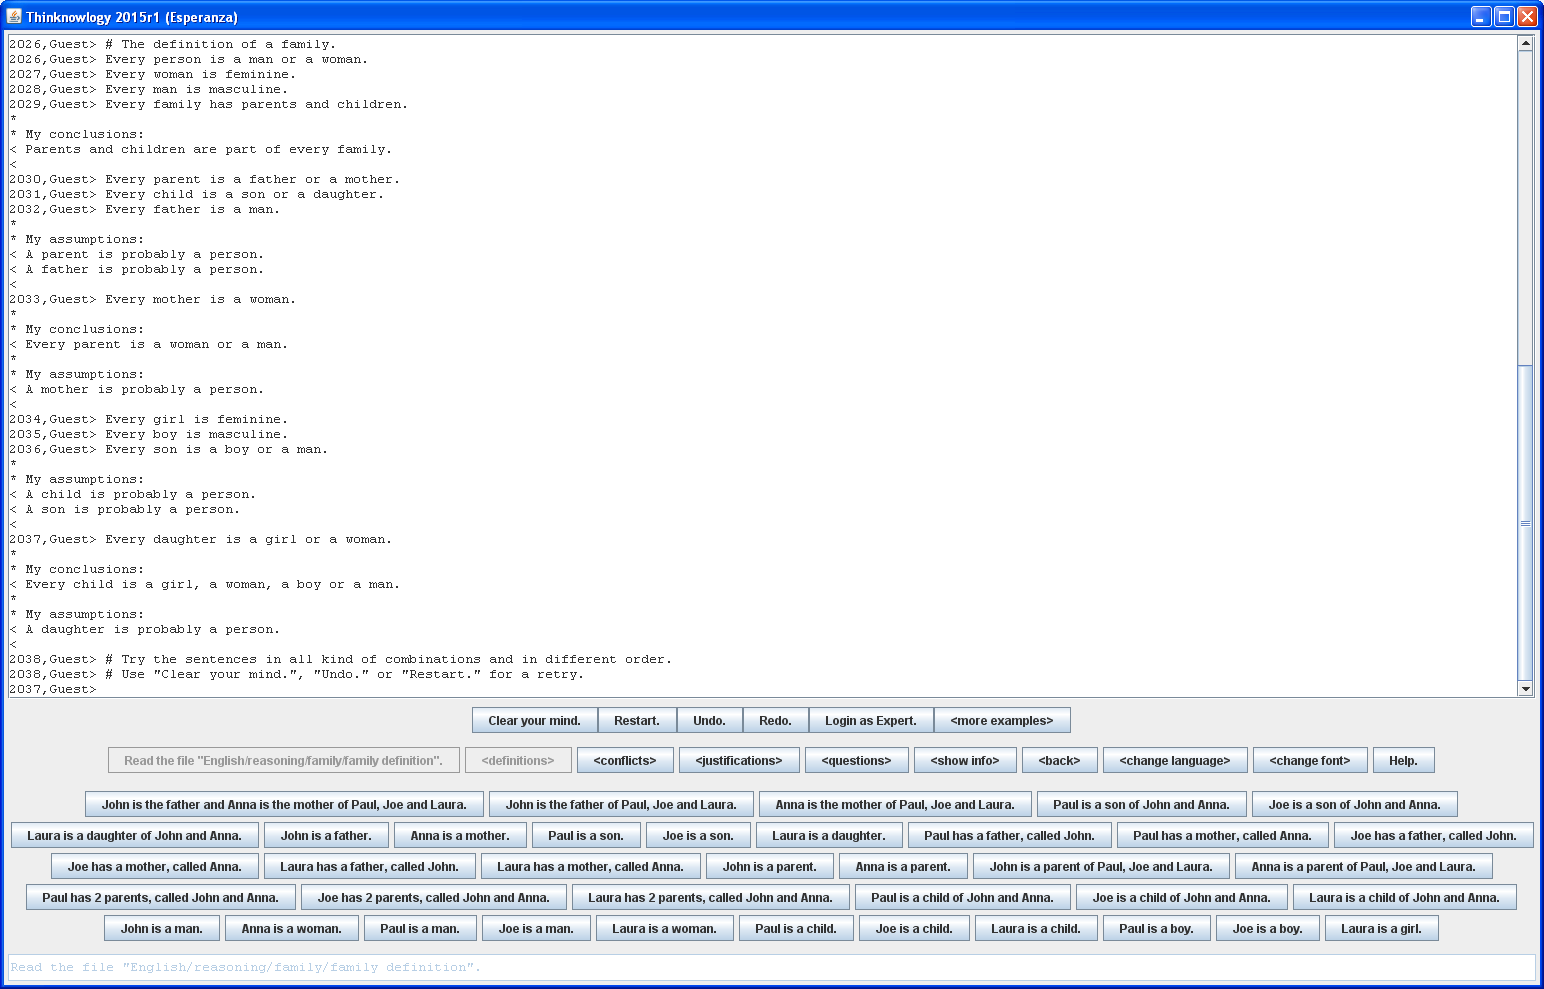 Thinknowlogy 2015r1 (Esperanza)
2026,Guest> # The definition of a family.
2026,Guest> Every person is a man or a woman.
2027,Guest> Every woman is feminine.
2028,Guest> Every man is masculine.
2029,Guest> Every family has parents and children.
*
* My conclusions:
< Parents and children are part of every family.
<
2030,Guest> Every parent is a father or a mother.
2031,Guest> Every child is a son or a daughter.
2032,Guest> Every father is a man.
*
* My assumptions:
< A parent is probably a person.
< A father is probably a person.
<
2033,Guest> Every mother is a woman.
*
* My conclusions:
< Every parent is a woman or a man.
*
* My assumptions:
< A mother is probably a person.
<
2034,Guest> Every girl is feminine.
2035,Guest> Every boy is masculine.
2036,Guest> Every son is a boy or a man.
*
* My assumptions:
< A child is probably a person.
< A son is probably a person.
<
2037,Guest> Every daughter is a girl or a woman.
*
* My conclusions:
< Every child is a girl, a woman, a boy or a man.
*
* My assumptions:
< A daughter is probably a person.
<
2038,Guest> # Try the sentences in all kind of combinations and in different order.
2038,Guest> # Use "Clear your mind.", "Undo." or "Restart." for a retry.
2037,Guest>
Clear your mind. Restart. Undo. Redo. Login as Expert. <more examples>
Read the file "English/reasoning/family/family definition". <definitions> <conflicts> <justifications> <questions> <show info> <back> <change language> <change font> Help.
John is the father and Anna is the mother of Paul, Joe and Laura. John is the father of Paul, Joe and Laura. Anna is the mother of Paul, Joe and Laura. Paul is a son of John and Anna. Joe is a son of John and Anna.
Laura is a daughter of John and Anna. John is a father. Anna is a mother. Paul is a son. Joe is a son. Laura is a daughter. Paul has a father, called John. Paul has a mother, called Anna. Joe has a father, called John.
Joe has a mother, called Anna. Laura has a father, called John. Laura has a mother, called Anna. John is a parent. Anna is a parent. John is a parent of Paul, Joe and Laura. Anna is a parent of Paul, Joe and Laura.
Paul has 2 parents, called John and Anna. Joe has 2 parents, called John and Anna. Laura has 2 parents, called John and Anna. Paul is a child of John and Anna. Joe is a child of John and Anna. Laura is a child of John and Anna.
John is a man. Anna is a woman. Paul is a man. Joe is a man. Laura is a woman. Paul is a child. Joe is a child. Laura is a child. Paul is a boy. Joe is a boy. Laura is a girl.
Read the file "English/reasoning/family/family definition".